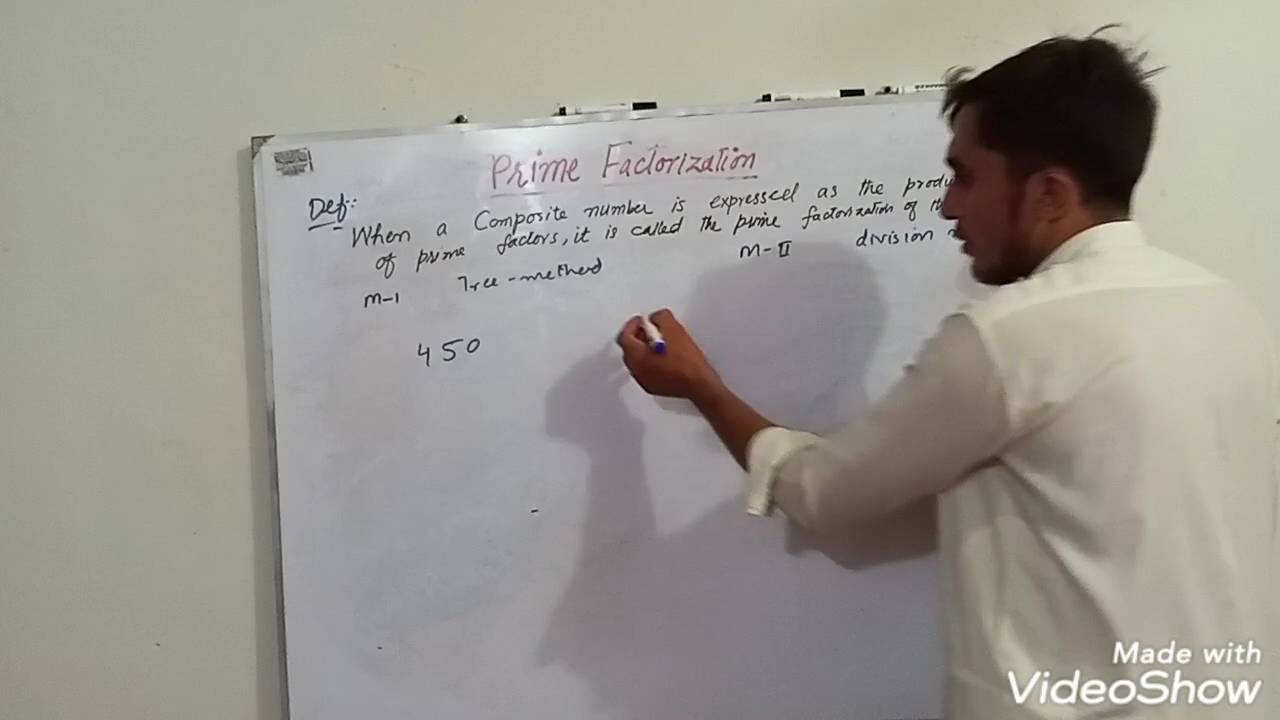 Prime Factorization
Def:- When a Composite number is expressed as the produ
of prime factors, it is called the prime factorization of
M-1 Tree-method M-II division
450
Made with
VideoShow